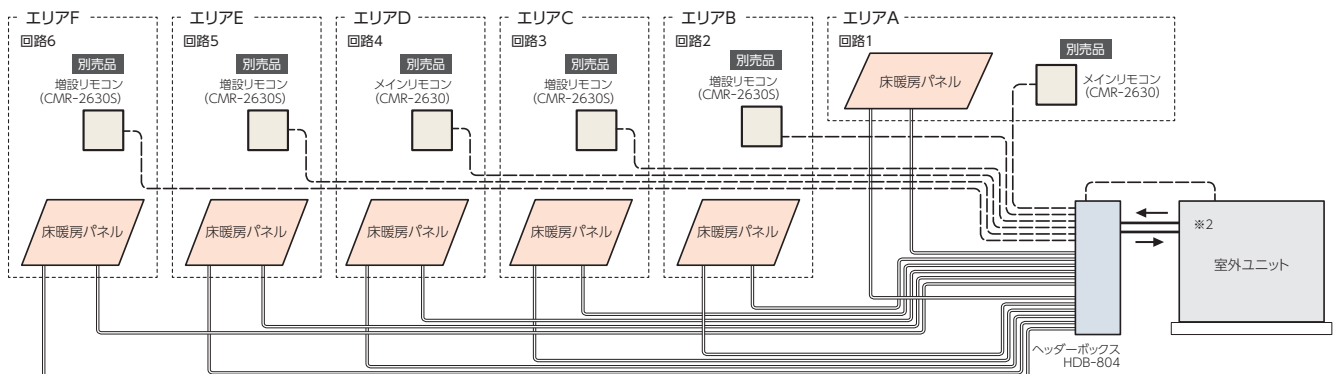 エリアF
回路6
別売品
増設リモコン
(CMR-2630S)
床暖房パネル
エリアE
回路5
別売品
増設リモコン
(CMR-2630S)
床暖房パネル
エリアD
回路4
別売品
メインリモコン
(CMR-2630)
床暖房パネル
エリアC
回路3
別売品
増設リモコン
(CMR-2630S)
床暖房パネル
エリアB
回路2
別売品
増設リモコン
(CMR-2630S)
床暖房パネル
エリアA
回路1
床暖房パネル
別売品
メインリモコン
(CMR-2630)
※2
室外ユニット
ヘッダーボックス
HDB-804